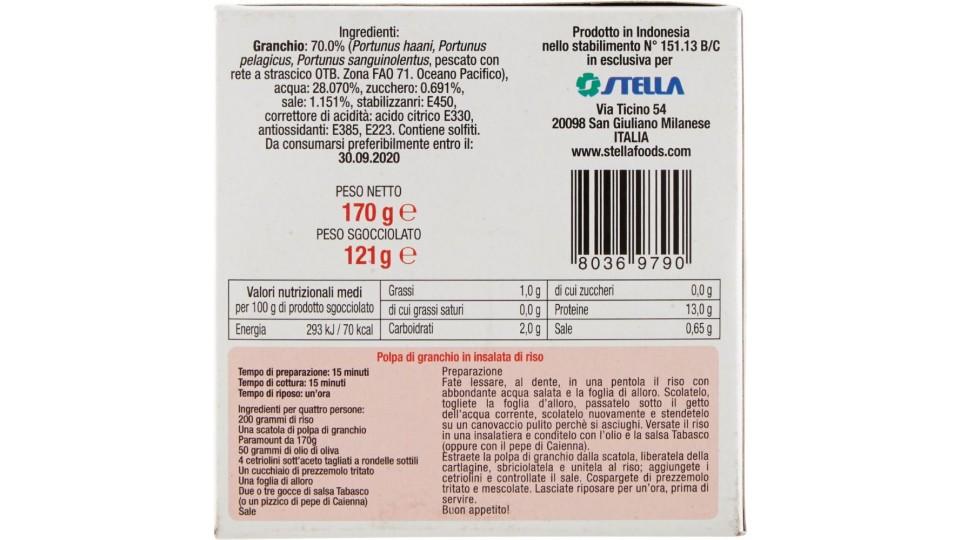 Ingredienti:
Granchio: 70.0% (Portunus haani, Portunus
pelagicus, Portunus sanguinolentus, pescato con
rete a strascico OTB. Zona FAO 71. Oceano Pacifico),
acqua: 28.070%, zucchero: 0.691%,
sale: 1.151%, stabilizzanri: E450,
correttore di acidità: acido citrico E330,
antiossidanti: E385, E223. Contiene solfiti.
Da consumarsi preferibilmente entro il:
30.09.2020
PESO NETTO
170 g e
PESO SGOCCIOLATO
121 g e
Prodotto in Indonesia
nello stabilimento N° 151.13 B/C
in esclusiva per
STELLA
Via Ticino 54
20098 San Giuliano Milanese
ITALIA
www.stellafoods.com
8036 9790
Valori nutrizionali medi
per 100 g di prodotto sgocciolato
Energia 293 kJ / 70 kcal
Grassi 1,0 g
di cui grassi saturi 0,0 g
Carboidrati 2,0 g
di cui zuccheri 0,0 g
Proteine 13,0 g
Sale 0,65 g
Polpa di granchio in insalata di riso
Tempo di preparazione: 15 minuti
Tempo di cottura: 15 minuti
Tempo di riposo: un'ora
Ingredienti per quattro persone:
200 grammi di riso
Una scatola di polpa di granchio
Paramount da 170g
50 grammi di olio di oliva
4 cetriolini sott'aceto tagliati a rondelle sottili
Un cucchiaio di prezzemolo tritato
Una foglia di alloro
Due o tre gocce di salsa Tabasco
(o un pizzico di pepe di Caienna)
Sale
Preparazione
Fate lessare, al dente, in una pentola il riso con
abbondante acqua salata e la foglia di alloro. Scolatelo,
togliete la foglia d'alloro, passatelo sotto il getto
dell'acqua corrente, scolatelo nuovamente e stendetelo
su un canovaccio pulito perchè si asciughi. Versate il riso
in una insalatiera e conditelo con l'olio e la salsa Tabasco
(oppure con il pepe di Caienna).
Estraete la polpa di granchio dalla scatola, liberatela della
cartlagine, sbriciolatela e unitela al riso; aggiungete i
cetriolini e controllate il sale. Cospargete di prezzemolo
tritato e mescolate. Lasciate riposare per un'ora, prima di
servire.
Buon appetito!